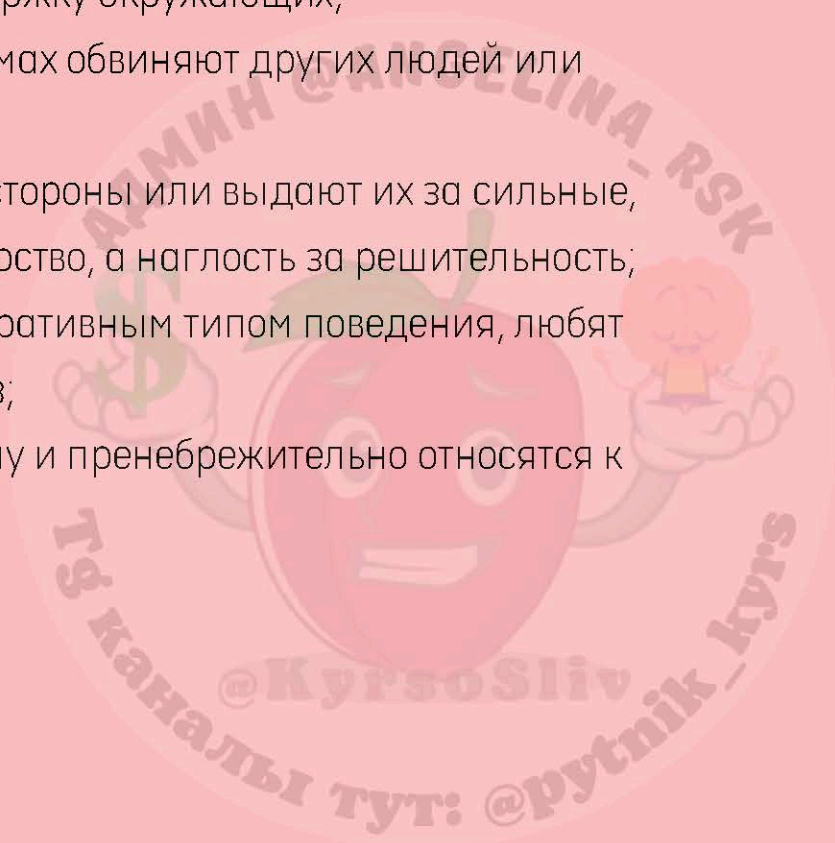 ржку окружающих;
мах обвиняют других людей или
стороны или выдают их за сильные,
рство, а наглость за решительность;
ративным типом поведения, любят
в;
у и пренебрежительно относятся к
АДМИН @ANGELINA_RSK
@KyrsoSliv
Tg каналы тут: @pytnik_kyrs